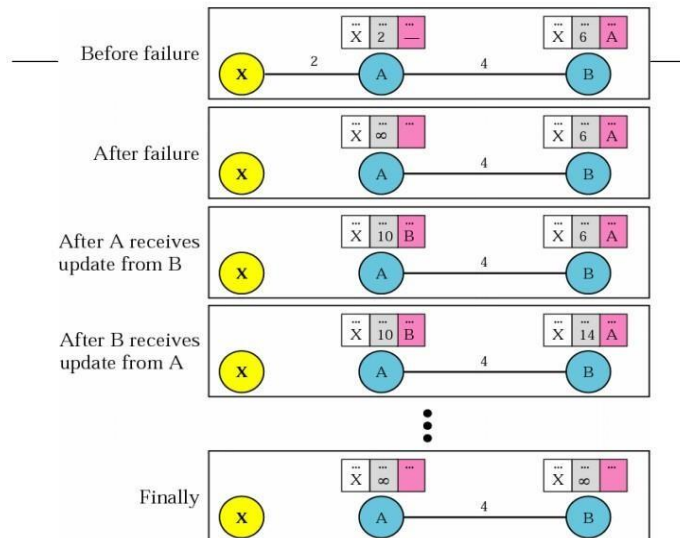 ... ... ...
X 2 —
... ... ...
X 6 A
Before failure
X 2 A 4 B
... ... ...
X ∞
... ... ...
X 6 A
After failure
X A 4 B
... ... ...
X 10 B
... ... ...
X 6 A
After A receives
update from B
X A 4 B
... ... ...
X 10 B
... ... ...
X 14 A
After B receives
update from A
X A 4 B
... ... ...
X ∞
... ... ...
X ∞
Finally
X A 4 B